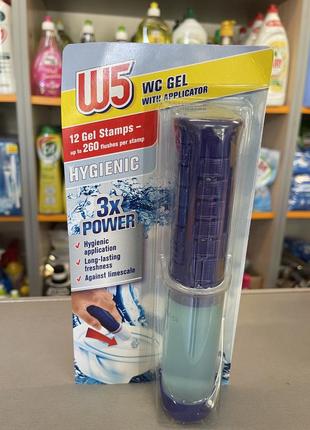 W5
WC GEL
WITH APPLICATOR
12 Gel Stamps –
up to 260 flushes per stamp
HYGIENIC
3x
POWER
✓ Hygienic
application
✓ Long-lasting
freshness
✓ Against limescale
Cif